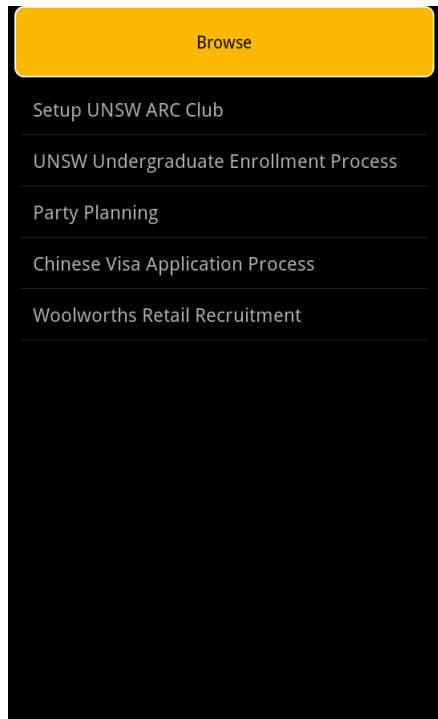 Browse
Setup UNSW ARC Club
UNSW Undergraduate Enrollment Process
Party Planning
Chinese Visa Application Process
Woolworths Retail Recruitment